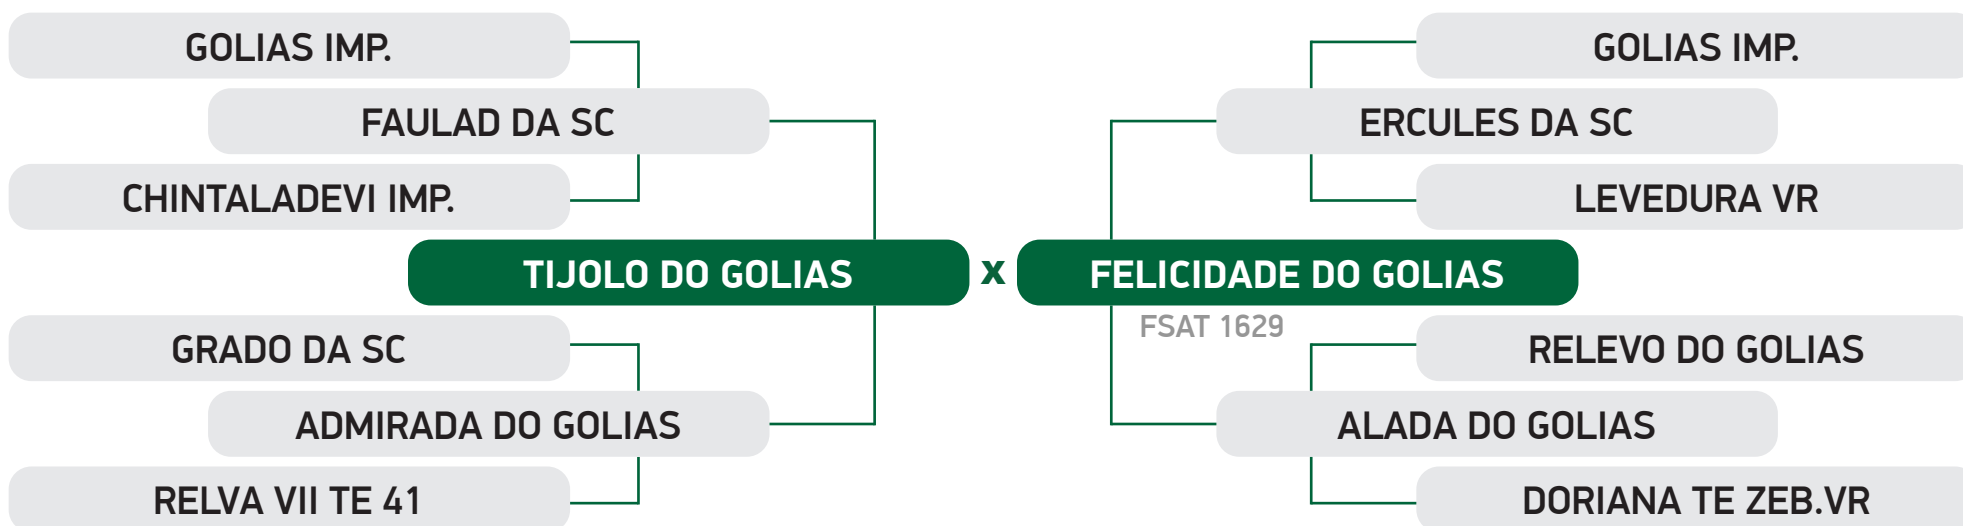 GOLIAS IMP.
GOLIAS IMP.
FAULAD DA SC
ERCULES DA SC
CHINTALADEVI IMP.
LEVEDURA VR
TIJOLO DO GOLIAS x FELICIDADE DO GOLIAS
FSAT 1629
GRADO DA SC
RELEVO DO GOLIAS
ADMIRADA DO GOLIAS
ALADA DO GOLIAS
RELVA VII TE 41
DORIANA TE ZEB.VR